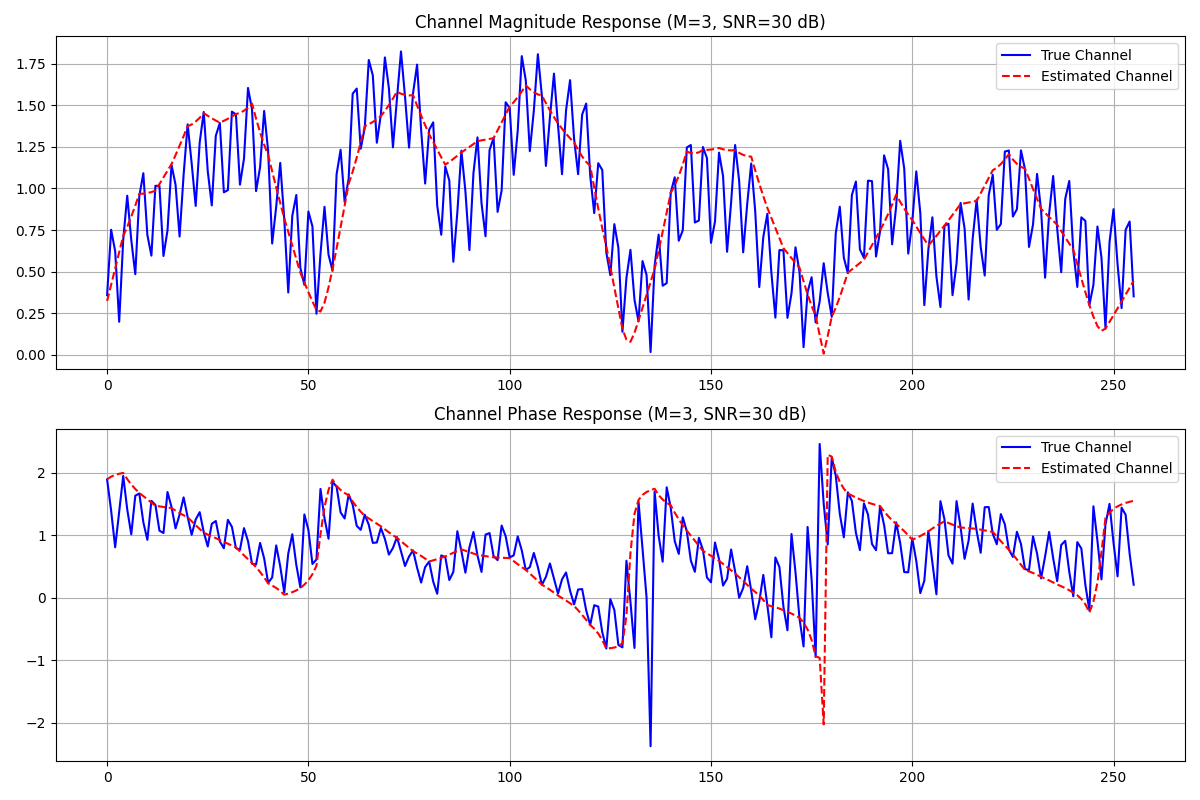 Channel Magnitude Response (M=3, SNR=30 dB)
True Channel
Estimated Channel
1.75
1.50
1.25
1.00
0.75
0.50
0.25
0.00
0 50 100 150 200 250
Channel Phase Response (M=3, SNR=30 dB)
True Channel
Estimated Channel
2
1
0
−1
−2
0 50 100 150 200 250